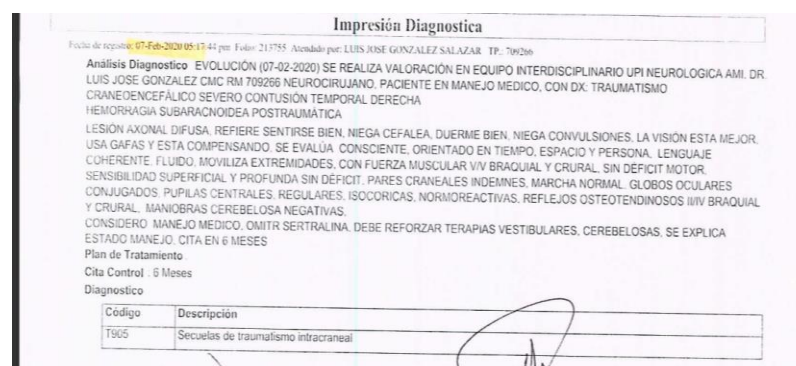 Impresión Diagnostica
Fecha de registro: 07-Feb-2020 05:17:44 pm Folio: 213755 Atendido por: LUIS JOSE GONZALEZ SALAZAR TP.: 709266
Análisis Diagnostico EVOLUCIÓN (07-02-2020) SE REALIZA VALORACIÓN EN EQUIPO INTERDISCIPLINARIO UPI NEUROLOGICA AMI. DR.
LUIS JOSE GONZALEZ CMC RM 709266 NEUROCIRUJANO. PACIENTE EN MANEJO MEDICO, CON DX: TRAUMATISMO
CRANEOENCEFÁLICO SEVERO CONTUSIÓN TEMPORAL DERECHA
HEMORRAGIA SUBARACNOIDEA POSTRAUMÁTICA
LESIÓN AXONAL DIFUSA, REFIERE SENTIRSE BIEN, NIEGA CEFALEA, DUERME BIEN, NIEGA CONVULSIONES, LA VISIÓN ESTA MEJOR,
USA GAFAS Y ESTA COMPENSANDO. SE EVALÚA CONSCIENTE, ORIENTADO EN TIEMPO, ESPACIO Y PERSONA, LENGUAJE
COHERENTE, FLUIDO, MOVILIZA EXTREMIDADES, CON FUERZA MUSCULAR V/V BRAQUIAL Y CRURAL, SIN DÉFICIT MOTOR.
SENSIBILIDAD SUPERFICIAL Y PROFUNDA SIN DÉFICIT, PARES CRANEALES INDEMNES, MARCHA NORMAL, GLOBOS OCULARES
CONJUGADOS, PUPILAS CENTRALES, REGULARES, ISOCORICAS, NORMOREACTIVAS, REFLEJOS OSTEOTENDINOSOS II/IV BRAQUIAL
Y CRURAL, MANIOBRAS CEREBELOSA NEGATIVAS.
CONSIDERO MANEJO MEDICO, OMITR SERTRALINA, DEBE REFORZAR TERAPIAS VESTIBULARES, CEREBELOSAS, SE EXPLICA
ESTADO MANEJO, CITA EN 6 MESES
Plan de Tratamiento
Cita Control : 6 Meses
Diagnostico
Código Descripción
T905 Secuelas de traumatismo intracraneal